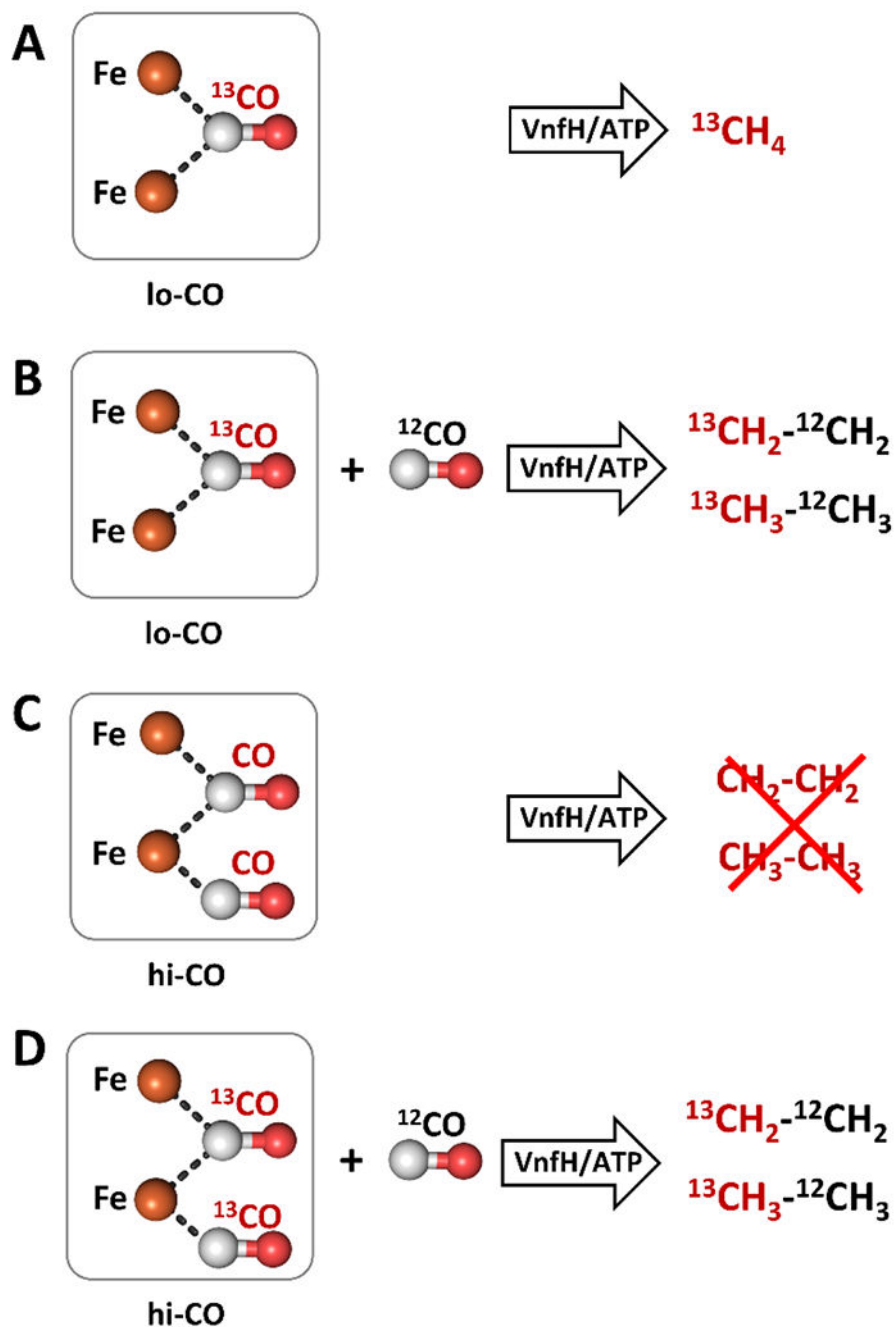 A
Fe
¹³CO
Fe
VnfH/ATP
¹³CH₄
lo-CO
B
Fe
¹³CO
Fe
+
¹²CO
VnfH/ATP
¹³CH₂-¹²CH₂
¹³CH₃-¹²CH₃
lo-CO
C
Fe
CO
Fe
CO
VnfH/ATP
CH₂-CH₂
CH₃-CH₃
hi-CO
D
Fe
¹³CO
Fe
¹³CO
+
¹²CO
VnfH/ATP
¹³CH₂-¹²CH₂
¹³CH₃-¹²CH₃
hi-CO